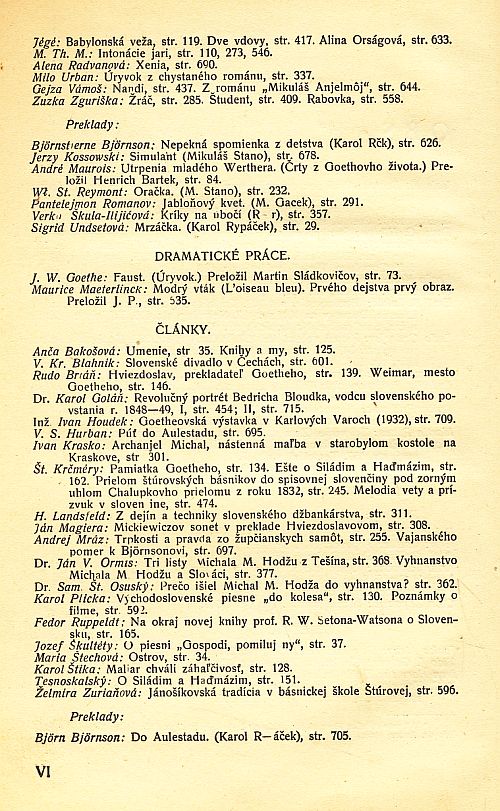 Jégé: Babylonská veža, str. 119. Dve vdovy, str. 417. Alina Orságová, str. 633.
M. Th. M.: Intonácie jari, str. 110, 273, 546.
Alena Radvanová: Xenia, str. 690.
Milo Urban: Úryvok z chystaného románu, str. 337.
Gejza Vámoš: Nandi, str. 437. Z románu „Mikuláš Anjelmôj“, str. 644.
Zuzka Zguriška: Žráč, str. 285. Študent, str. 409. Rabovka, str. 558.
Preklady:
Björnstjerne Björnson: Nepekná spomienka z detstva (Karol Rčk), str. 626.
Jerzy Kossowski: Simulant (Mikuláš Stano), str. 678.
André Maurois: Utrpenia mladého Werthera. (Črty z Goethovho života.) Pre-
ložil Henrich Bartek, str. 84.
Wł. St. Reymont: Oračka. (M. Stano), str. 232.
Pantelejmon Romanov: Jabloňový kvet. (M. Gacek), str. 291.
Verka Škula-Ilijićová: Kríky na úbočí (R r), str. 357.
Sigrid Undsetová: Mrzáčka. (Karol Rypáček), str. 29.
DRAMATICKÉ PRÁCE.
J. W. Goethe: Faust. (Úryvok.) Preložil Martin Sládkovičov, str. 73.
Maurice Maeterlinck: Modrý vták (L'oiseau bleu). Prvého dejstva prvý obraz.
Preložil J. P., str. 535.
ČLÁNKY.
Anča Bakošová: Umenie, str 35. Knihy a my, str. 125.
V. Kr. Blahník: Slovenské divadlo v Čechách, str. 601.
Rudo Brtáň: Hviezdoslav, prekladateľ Goetheho, str. 139. Weimar, mesto
Goetheho, str. 146.
Dr. Karol Goláň: Revolučný portrét Bedricha Bloudka, vodcu slovenského po-
vstania r. 1848—49, I, str. 454; II, str. 715.
Inž. Ivan Houdek: Goetheovská výstavka v Karlových Varoch (1932), str. 709.
V. S. Hurban: Púť do Aulestadu, str. 695.
Ivan Krasko: Archanjel Michal, nástenná maľba v starobylom kostole na
Kraskove, str 301.
Št. Krčméry: Pamiatka Goetheho, str. 134. Ešte o Siládim a Haďmázim, str.
162. Prielom štúrovských básnikov do spisovnej slovenčiny pod zorným
uhlom Chalupkovho prielomu z roku 1832, str. 245. Melodia vety a prí-
zvuk v sloven ine, str. 474.
H. Landsfeld: Z dejín a techniky slovenského džbankárstva, str. 311.
Ján Magiera: Mickiewiczov sonet v preklade Hviezdoslavovom, str. 308.
Andrej Mráz: Trpkosti a pravda zo župčianskych samôt, str. 255. Vajanského
pomer k Björnsonovi, str. 697.
Dr. Ján V. Ormis: Tri listy Michala M. Hodžu z Tešína, str. 368. Vyhnanstvo
Michala M. Hodžu a Slováci, str. 377.
Dr. Sam. Št. Osuský: Prečo išiel Michal M. Hodža do vyhnanstva? str. 362.
Karol Plicka: Východoslovenské piesne „do kolesa“, str. 130. Poznámky o
filme, str. 592.
Fedor Ruppeldt: Na okraj novej knihy prof. R. W. Setona-Watsona o Sloven-
sku, str. 165.
Jozef Škultéty: O piesni „Gospodi, pomiluj ny“, str. 37.
Maria Štechová: Ostrov, str. 34.
Karol Štika: Maliar chváli záhaľčivosť, str. 128.
Tesnoskalský: O Siládim a Haďmázim, str. 151.
Želmíra Zuriaňová: Jánošíkovská tradícia v básnickej škole Štúrovej, str. 596.
Preklady:
Björn Björnson: Do Aulestadu. (Karol R—áček), str. 705.
VI